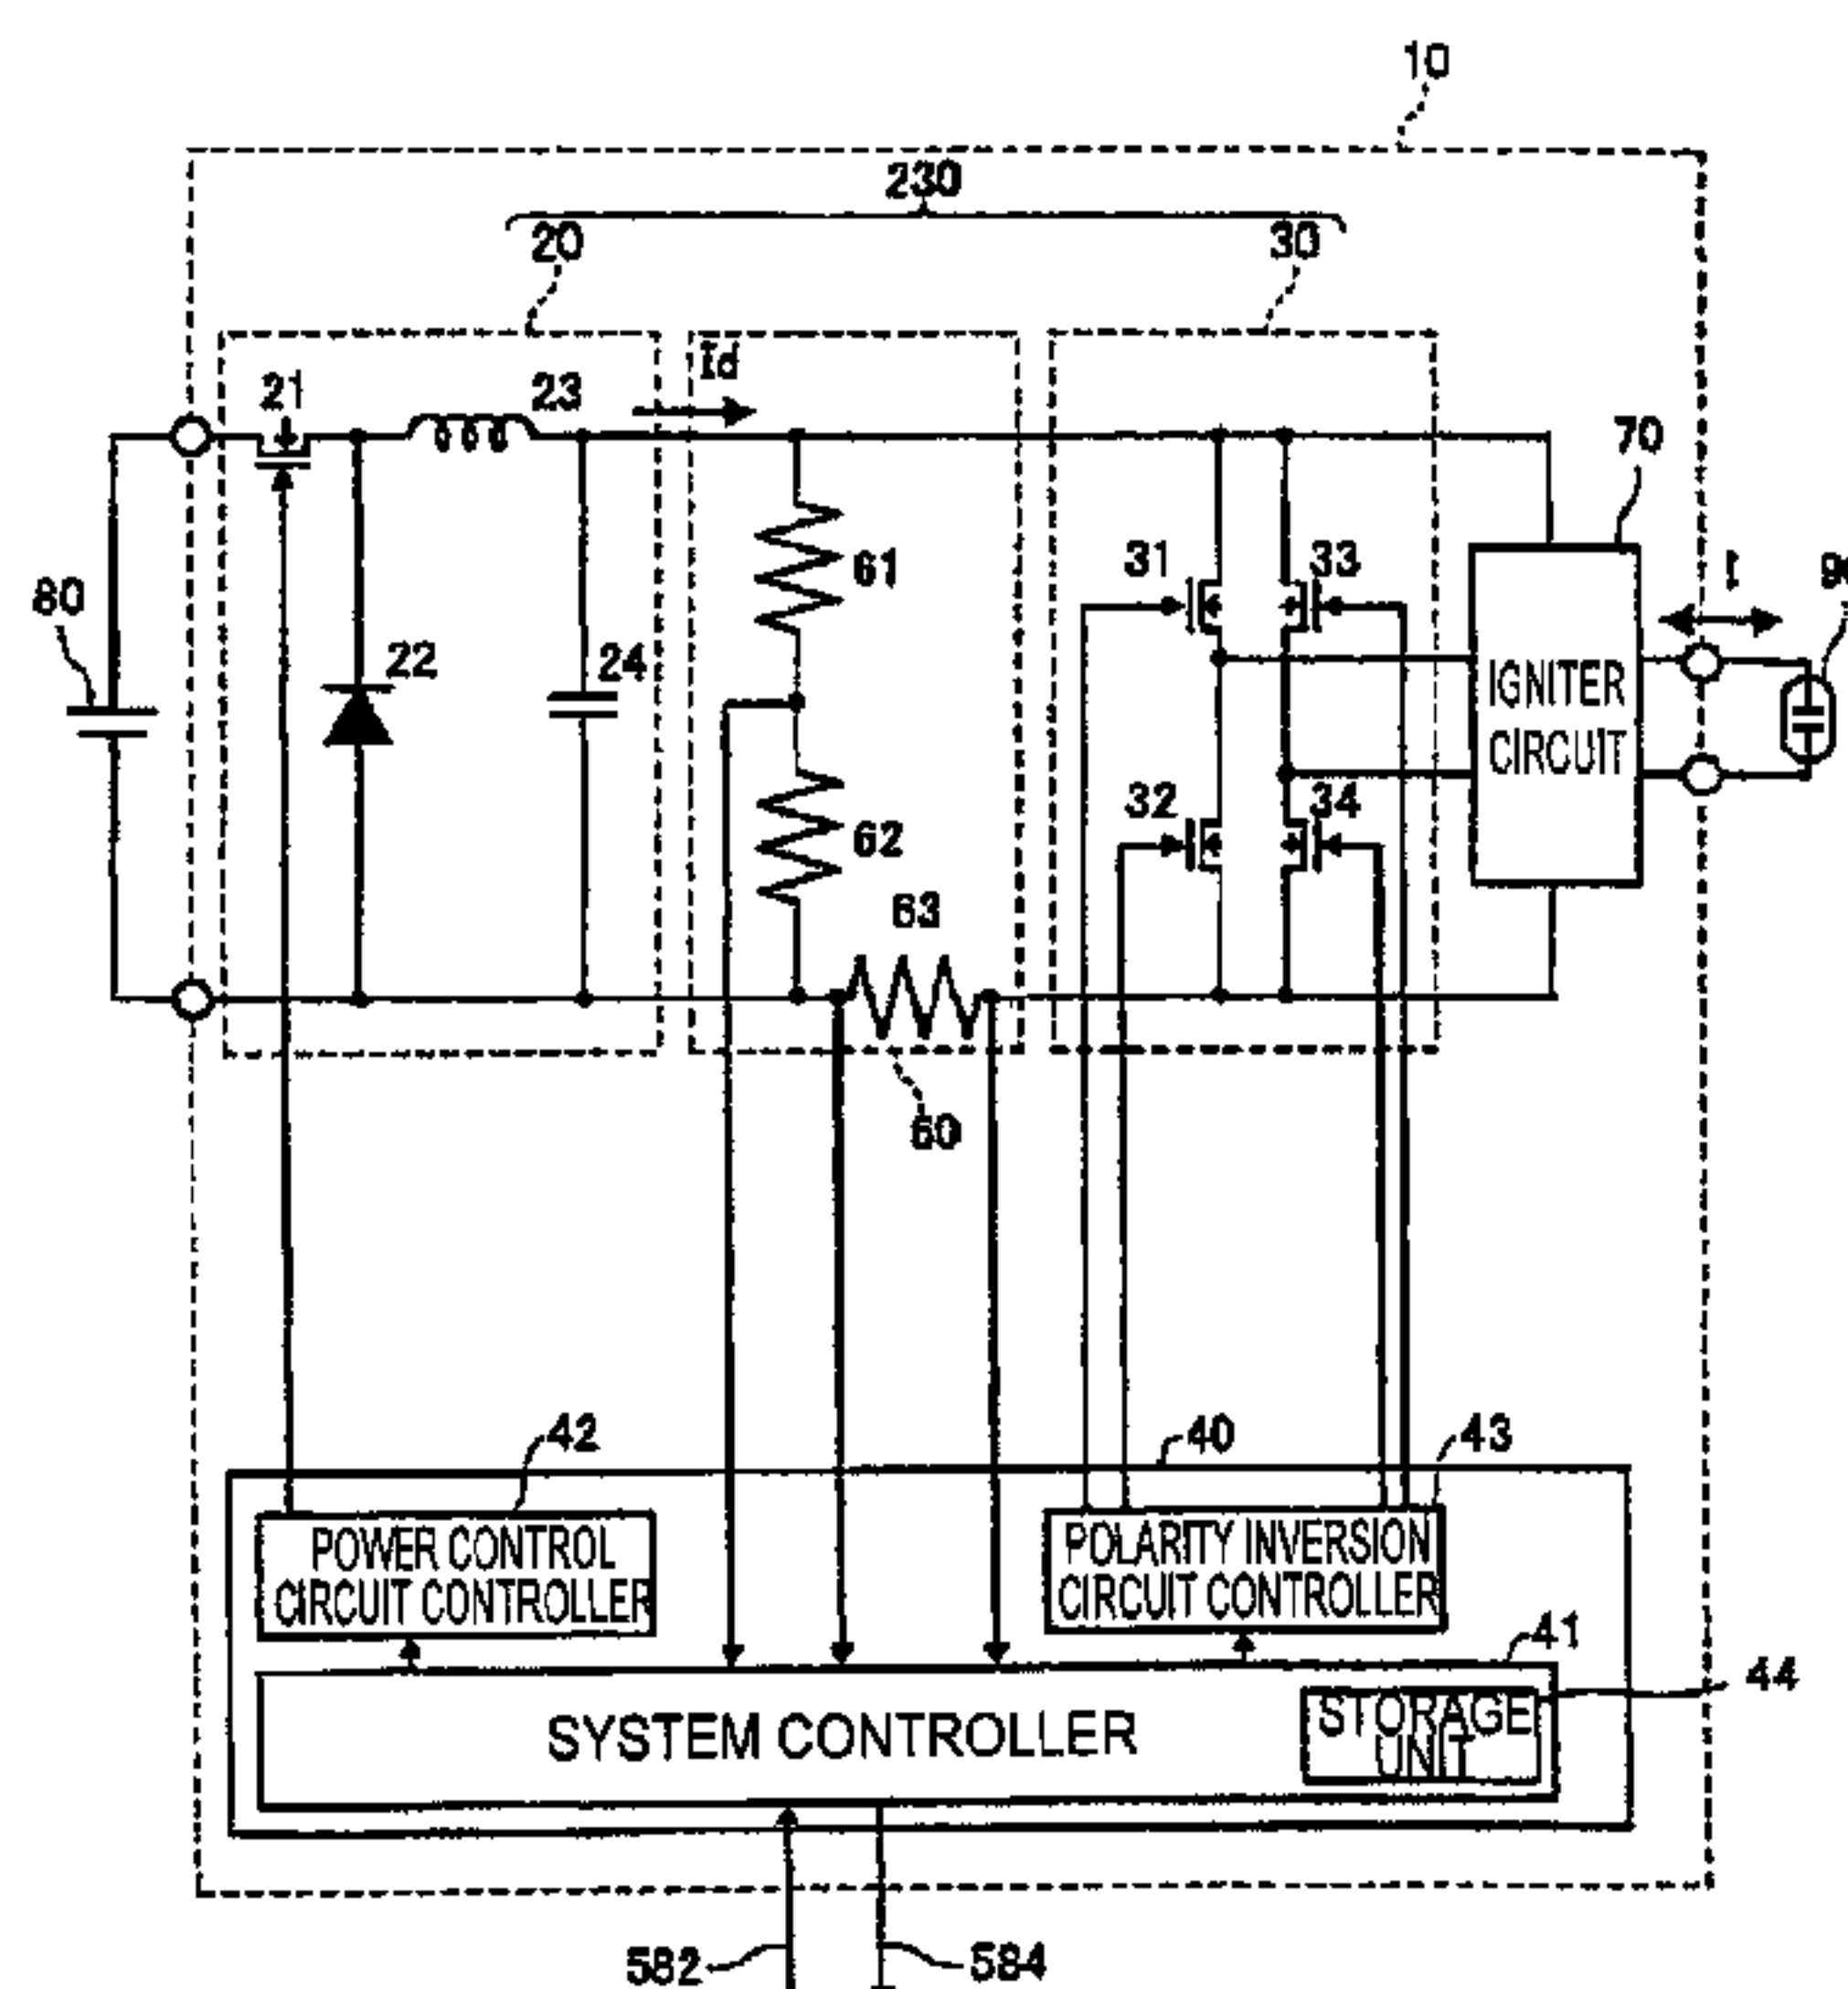 10
230
20
30
Id
21
23
70
61
31
33
I
80
22
24
IGNITER
CIRCUIT
32
34
62
63
60
42
40
43
POWER CONTROL
CIRCUIT CONTROLLER
POLARITY INVERSION
CIRCUIT CONTROLLER
41
44
SYSTEM CONTROLLER
STORAGE
UNIT
582
584